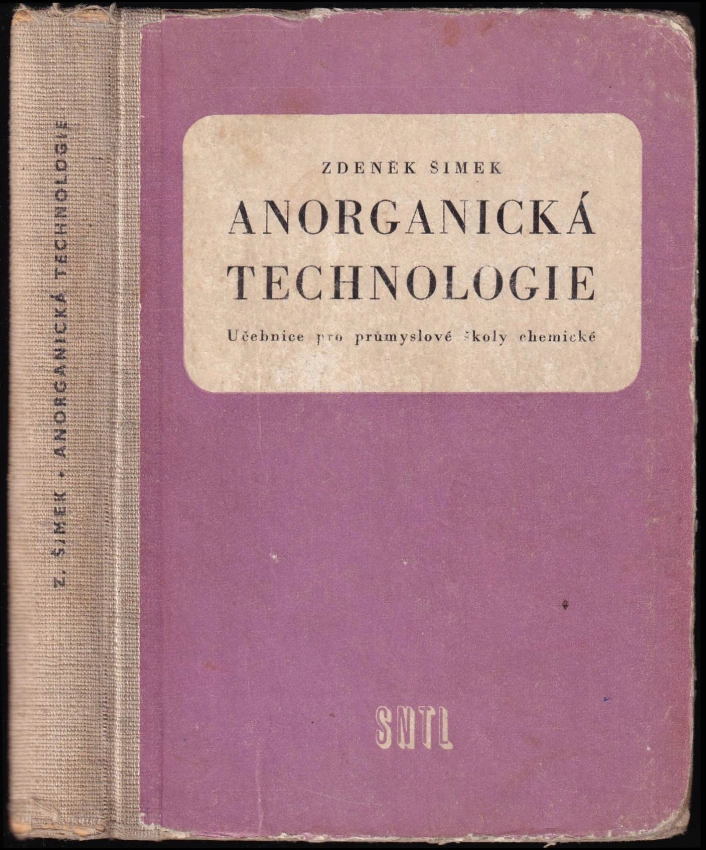 Z. ŠIMEK • ANORGANICKÁ TECHNOLOGIE
ZDENĚK ŠIMEK
ANORGANICKÁ
TECHNOLOGIE
Učebnice pro průmyslové školy chemické
SNTL